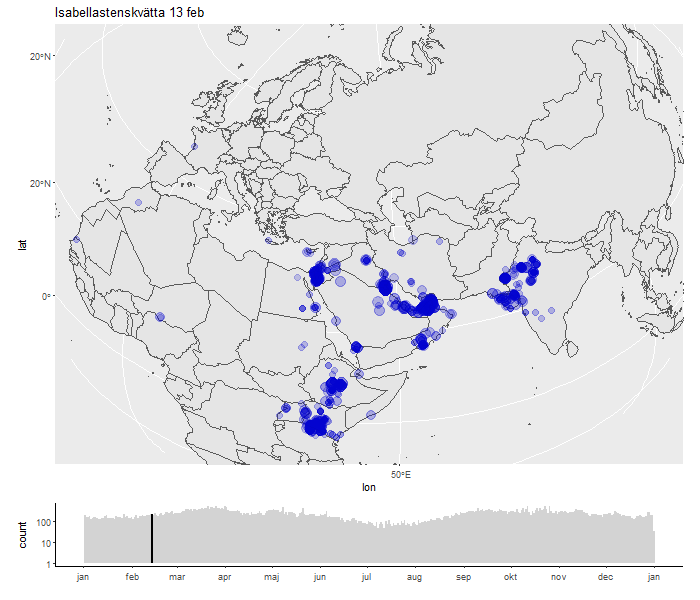 Isabellastenskvätta 13 feb
20°N
20°N
0°
lat
50°E
lon
count
100
10
1
jan feb mar apr maj jun jul aug sep okt nov dec jan